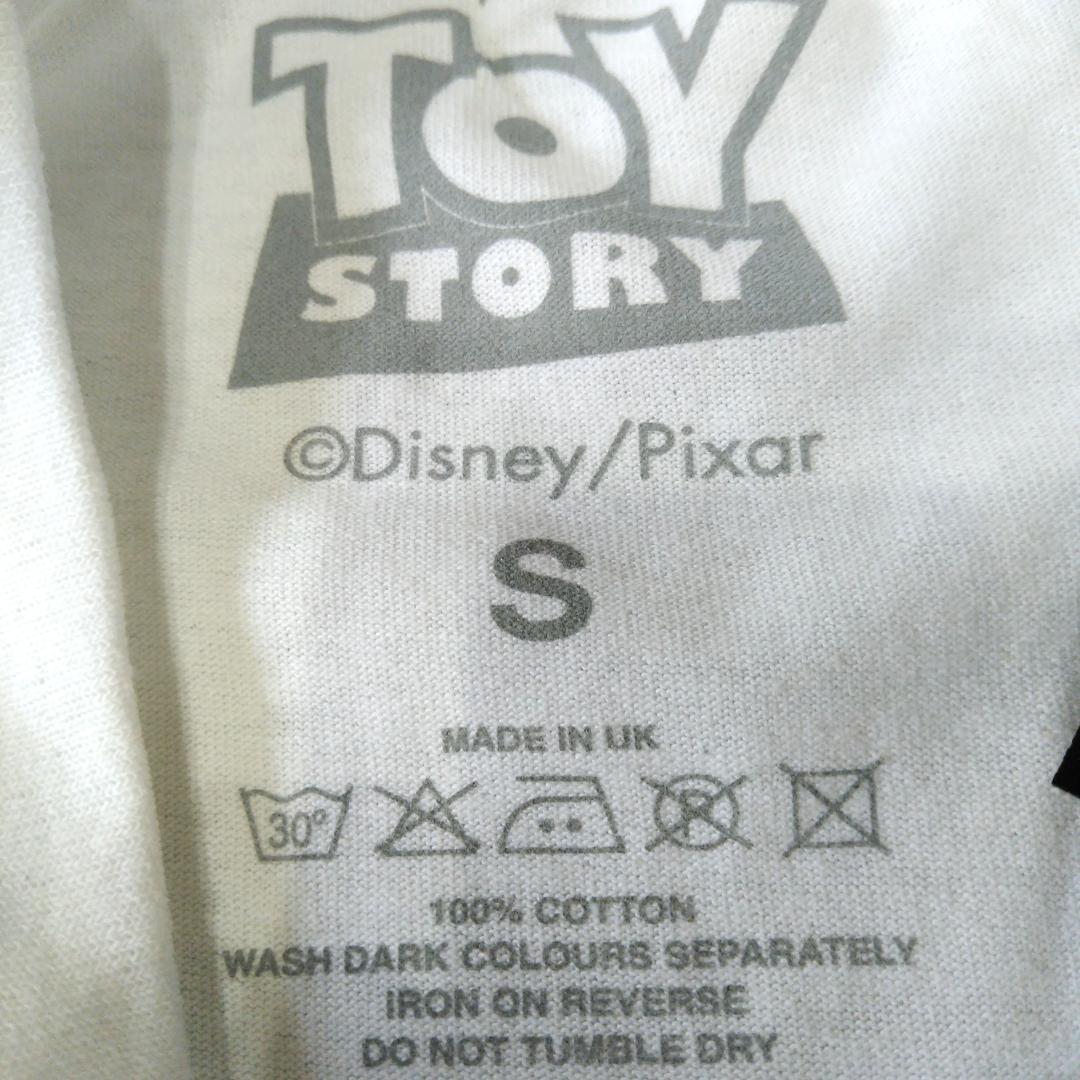 TOY
STORY
©Disney/Pixar
S
MADE IN UK
30° P
100% COTTON
WASH DARK COLOURS SEPARATELY
IRON ON REVERSE
DO NOT TUMBLE DRY